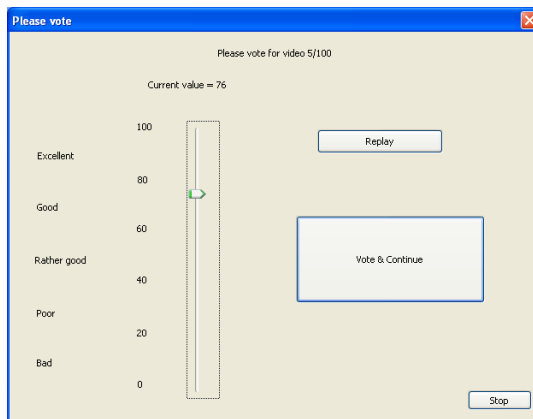 Please vote
Please vote for video 5/100
Current value = 76
100
Replay
Excellent
80
Good
60
Vote & Continue
Rather good
40
Poor
20
Bad
0
Stop